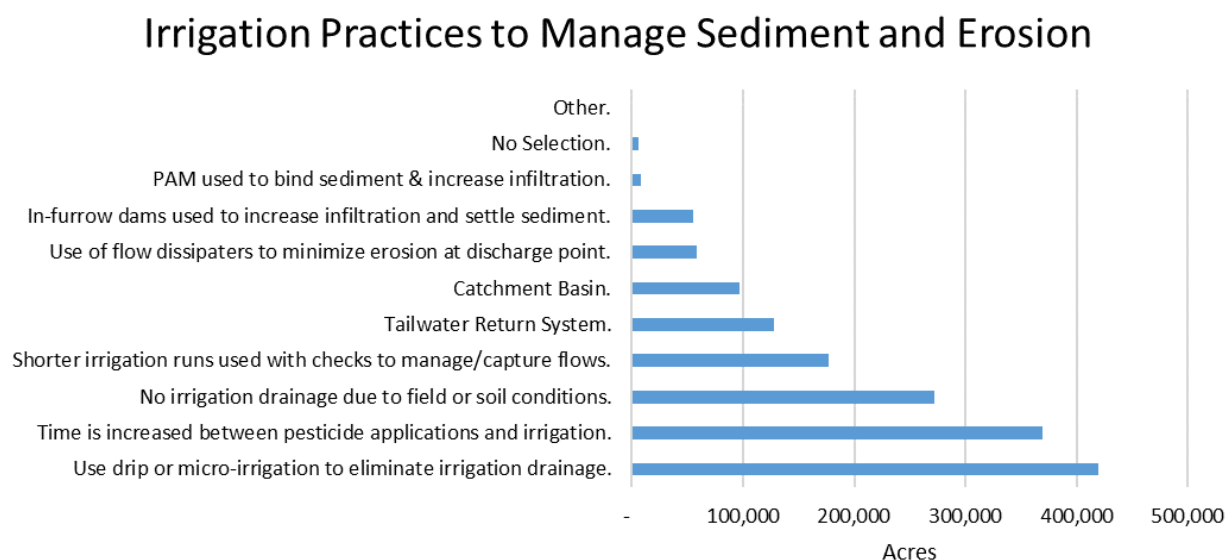 Irrigation Practices to Manage Sediment and Erosion
Other.
No Selection.
PAM used to bind sediment & increase infiltration.
In-furrow dams used to increase infiltration and settle sediment.
Use of flow dissipaters to minimize erosion at discharge point.
Catchment Basin.
Tailwater Return System.
Shorter irrigation runs used with checks to manage/capture flows.
No irrigation drainage due to field or soil conditions.
Time is increased between pesticide applications and irrigation.
Use drip or micro-irrigation to eliminate irrigation drainage.
- 100,000 200,000 300,000 400,000 500,000
Acres